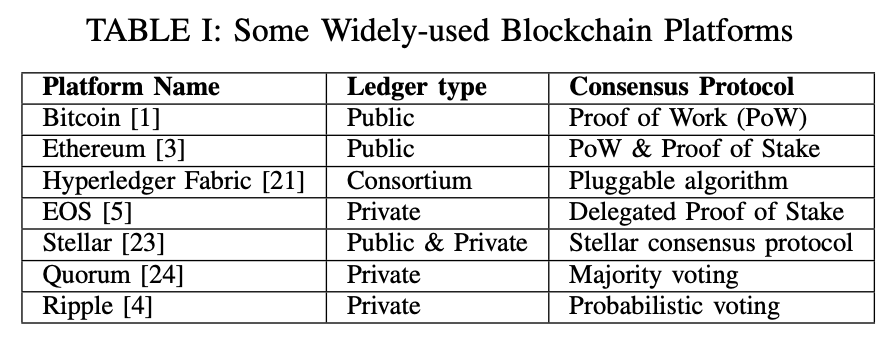 TABLE I: Some Widely-used Blockchain Platforms
Platform Name Ledger type Consensus Protocol
Bitcoin [1] Public Proof of Work (PoW)
Ethereum [3] Public PoW & Proof of Stake
Hyperledger Fabric [21] Consortium Pluggable algorithm
EOS [5] Private Delegated Proof of Stake
Stellar [23] Public & Private Stellar consensus protocol
Quorum [24] Private Majority voting
Ripple [4] Private Probabilistic voting